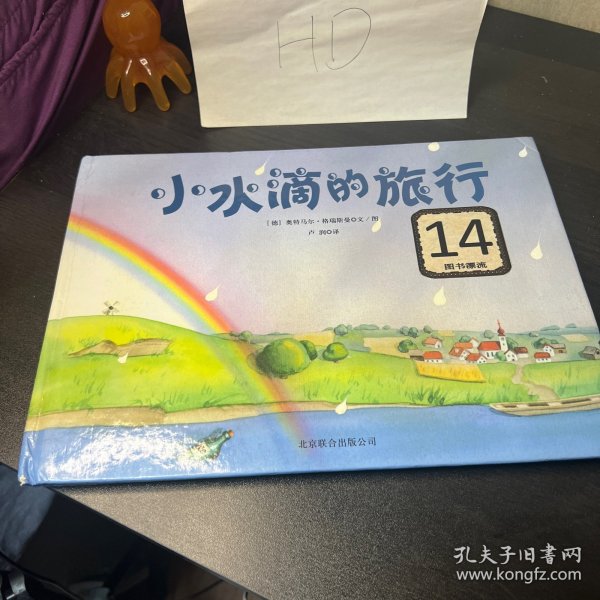 HD
小水滴的旅行
[德] 奥特马尔·格瑞斯曼◎文/图
卢 润◎译
14
图书漂流
北京联合出版公司
孔夫子旧书网
www.kongfz.com